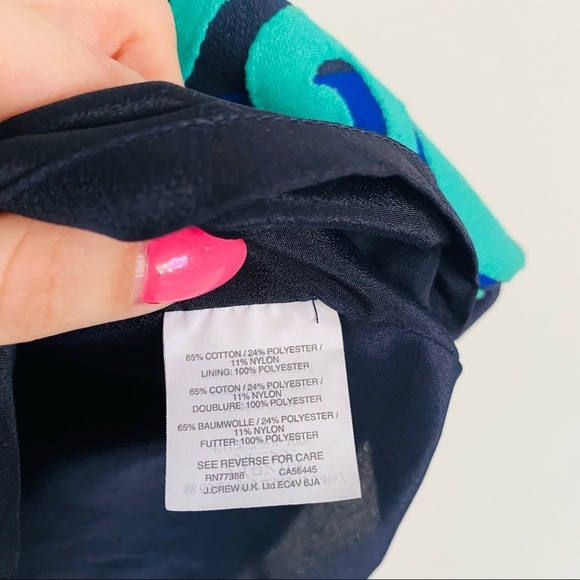 65% COTTON / 24% POLYESTER /
11% NYLON
LINING: 100% POLYESTER
65% COTON / 24% POLYESTER /
11% NYLON
DOUBLURE: 100% POLYESTER
65% BAUMWOLLE / 24% POLYESTER /
11% NYLON
FUTTER: 100% POLYESTER
SEE REVERSE FOR CARE
RN77388 CA56445
J.CREW U.K. Ltd EC4V 6JA